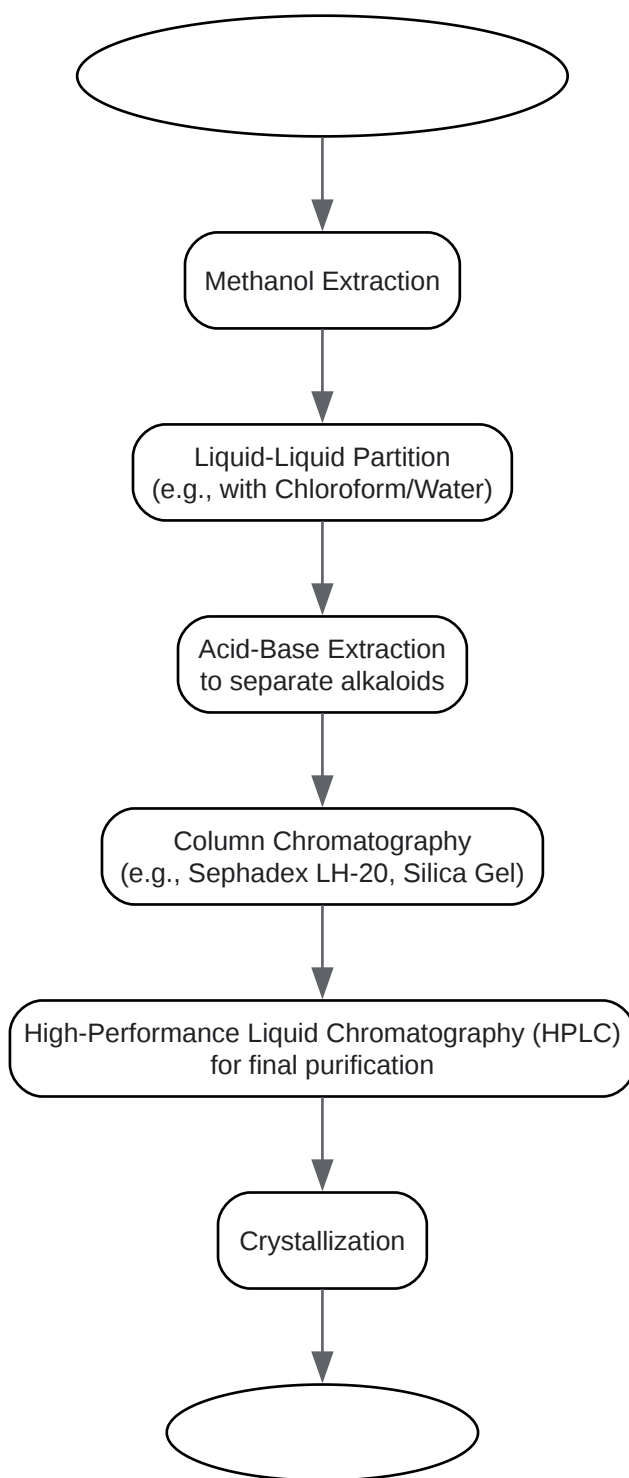 Methanol Extraction
Liquid-Liquid Partition
(e.g., with Chloroform/Water)
Acid-Base Extraction
to separate alkaloids
Column Chromatography
(e.g., Sephadex LH-20, Silica Gel)
High-Performance Liquid Chromatography (HPLC)
for final purification
Crystallization